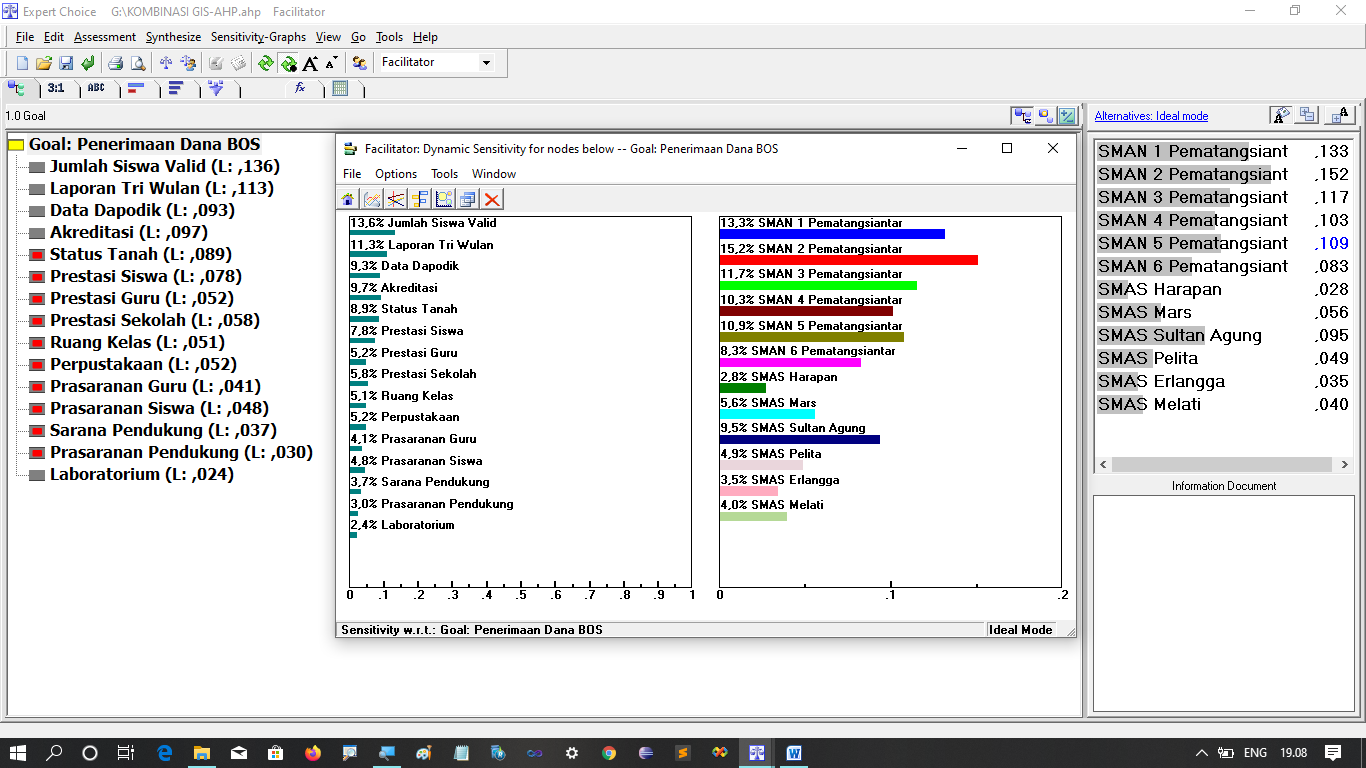 Expert Choice G:\KOMBINASI GIS-AHP.ahp Facilitator
File Edit Assessment Synthesize Sensitivity-Graphs View Go Tools Help
A A Facilitator
3:1 ABC fx
1.0 Goal
Goal: Penerimaan Dana BOS
Jumlah Siswa Valid (L: ,136)
Laporan Tri Wulan (L: ,113)
Data Dapodik (L: ,093)
Akreditasi (L: ,097)
Status Tanah (L: ,089)
Prestasi Siswa (L: ,078)
Prestasi Guru (L: ,052)
Prestasi Sekolah (L: ,058)
Ruang Kelas (L: ,051)
Perpustakaan (L: ,052)
Prasaranan Guru (L: ,041)
Prasaranan Siswa (L: ,048)
Sarana Pendukung (L: ,037)
Prasaranan Pendukung (L: ,030)
Laboratorium (L: ,024)
Facilitator: Dynamic Sensitivity for nodes below -- Goal: Penerimaan Dana BOS
File Options Tools Window
13,6% Jumlah Siswa Valid
11,3% Laporan Tri Wulan
9,3% Data Dapodik
9,7% Akreditasi
8,9% Status Tanah
7,8% Prestasi Siswa
5,2% Prestasi Guru
5,8% Prestasi Sekolah
5,1% Ruang Kelas
5,2% Perpustakaan
4,1% Prasaranan Guru
4,8% Prasaranan Siswa
3,7% Sarana Pendukung
3,0% Prasaranan Pendukung
2,4% Laboratorium
0 .1 .2 .3 .4 .5 .6 .7 .8 .9 1
13,3% SMAN 1 Pematangsiantar
15,2% SMAN 2 Pematangsiantar
11,7% SMAN 3 Pematangsiantar
10,3% SMAN 4 Pematangsiantar
10,9% SMAN 5 Pematangsiantar
8,3% SMAN 6 Pematangsiantar
2,8% SMAS Harapan
5,6% SMAS Mars
9,5% SMAS Sultan Agung
4,9% SMAS Pelita
3,5% SMAS Erlangga
4,0% SMAS Melati
0 .1 .2
Sensitivity w.r.t.: Goal: Penerimaan Dana BOS Ideal Mode
Alternatives: Ideal mode
SMAN 1 Pematangsiant ,133
SMAN 2 Pematangsiant ,152
SMAN 3 Pematangsiant ,117
SMAN 4 Pematangsiant ,103
SMAN 5 Pematangsiant ,109
SMAN 6 Pematangsiant ,083
SMAS Harapan ,028
SMAS Mars ,056
SMAS Sultan Agung ,095
SMAS Pelita ,049
SMAS Erlangga ,035
SMAS Melati ,040
Information Document
ENG 19.08